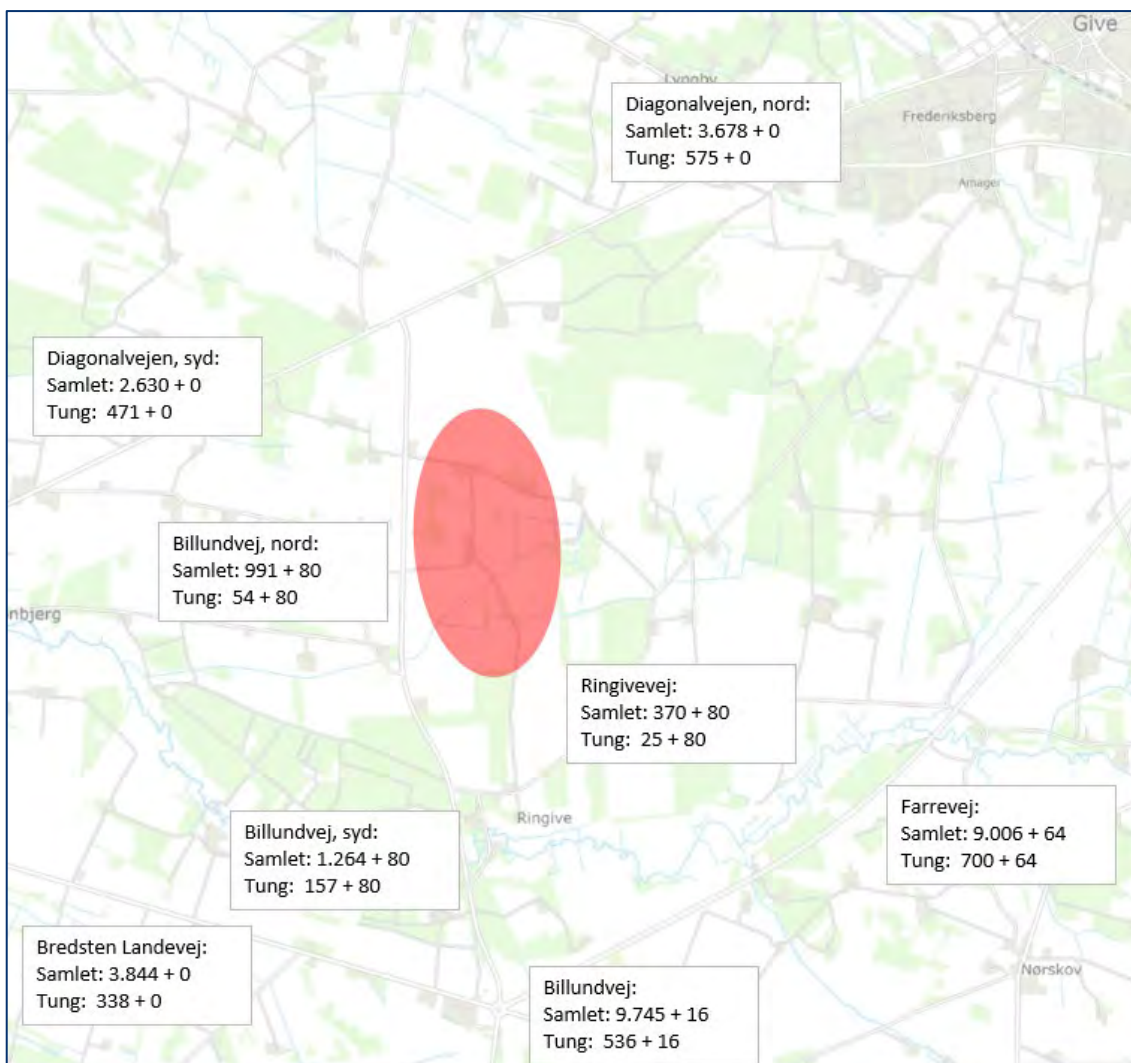 Give
Lyngby
Diagonalvejen, nord:
Samlet: 3.678 + 0
Tung: 575 + 0
Frederiksberg
Amager
Diagonalvejen, syd:
Samlet: 2.630 + 0
Tung: 471 + 0
Billundvej, nord:
Samlet: 991 + 80
Tung: 54 + 80
nbjerg
Ringivevej:
Samlet: 370 + 80
Tung: 25 + 80
Farrevej:
Samlet: 9.006 + 64
Tung: 700 + 64
Ringive
Billundvej, syd:
Samlet: 1.264 + 80
Tung: 157 + 80
Bredsten Landevej:
Samlet: 3.844 + 0
Tung: 338 + 0
Nørskov
Billundvej:
Samlet: 9.745 + 16
Tung: 536 + 16